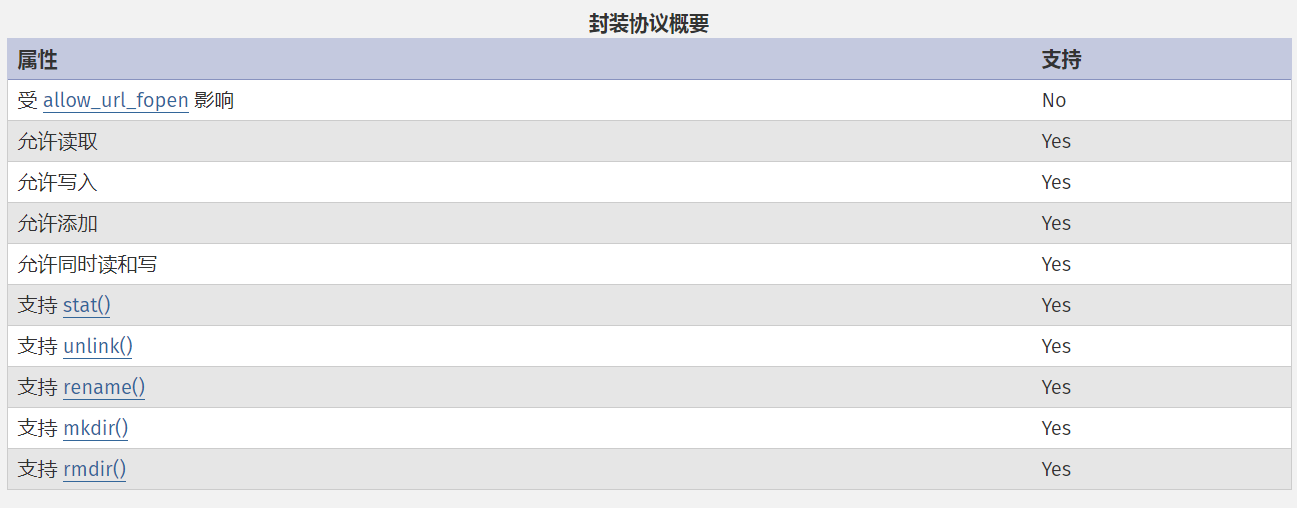 封装协议概要
属性 支持
受 allow_url_fopen 影响 No
允许读取 Yes
允许写入 Yes
允许添加 Yes
允许同时读和写 Yes
支持 stat() Yes
支持 unlink() Yes
支持 rename() Yes
支持 mkdir() Yes
支持 rmdir() Yes